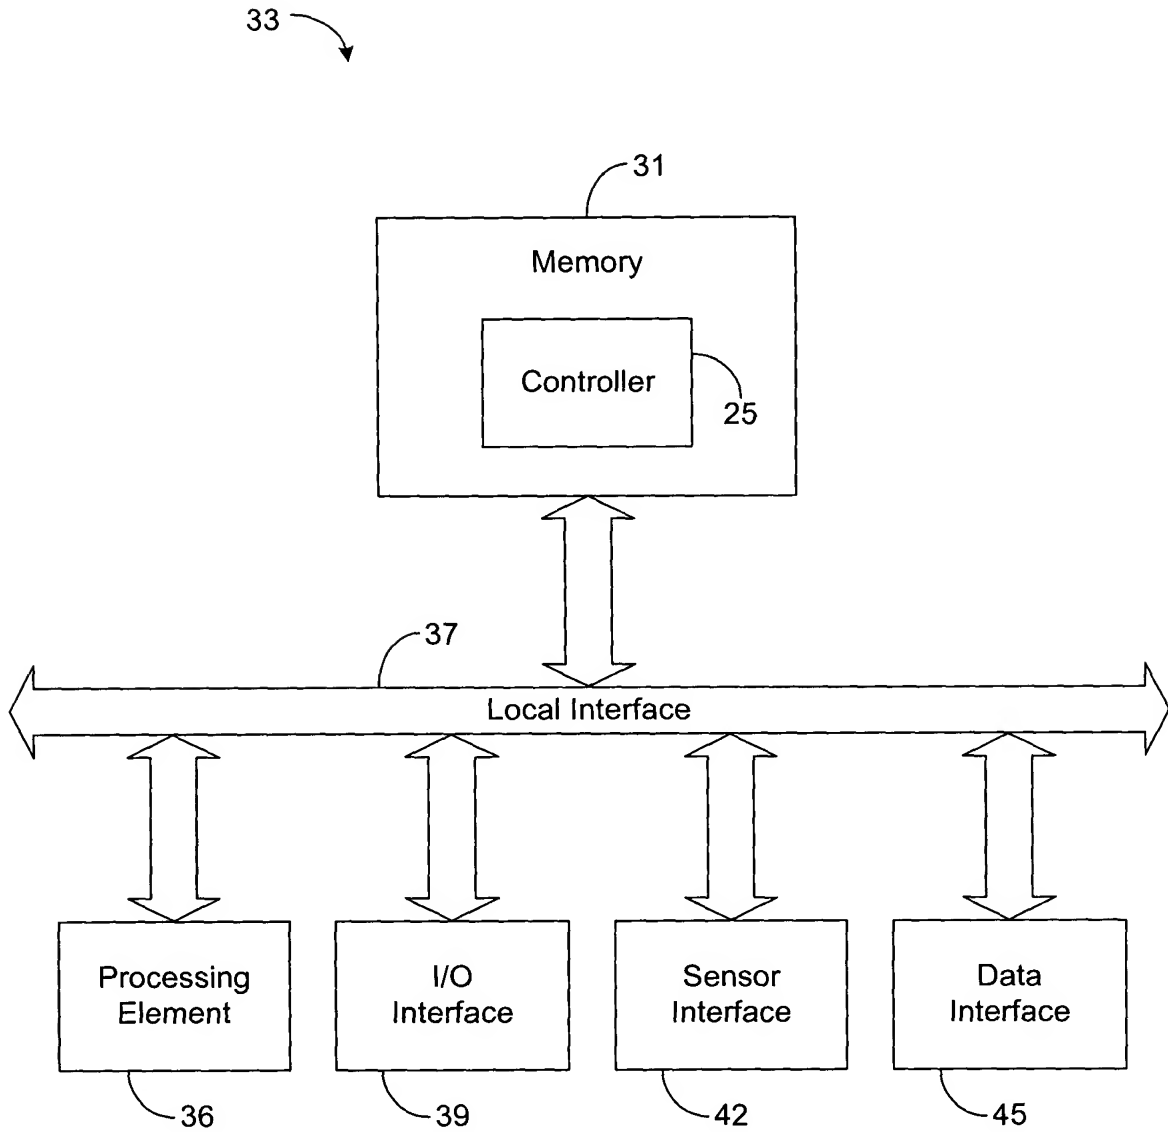 33
31
Memory
Controller
25
37
Local Interface
Processing
Element
I/O
Interface
Sensor
Interface
Data
Interface
36
39
42
45